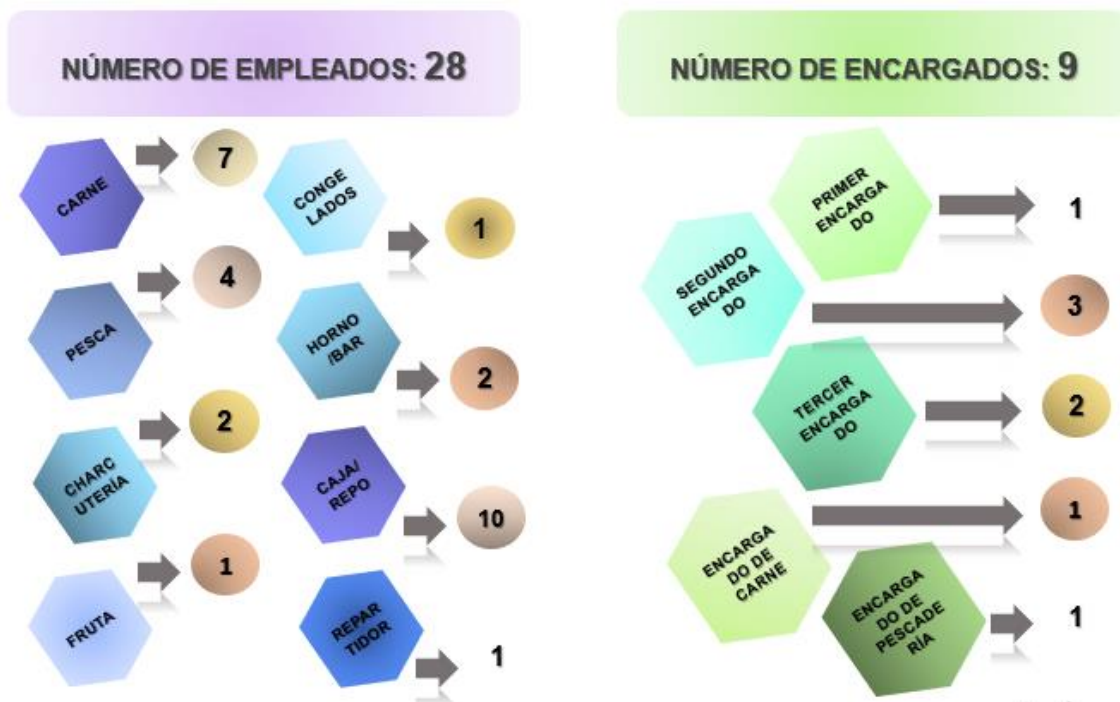 NÚMERO DE EMPLEADOS: 28
CARNE
7
PESCA
4
CHARC
UTERÍA
2
FRUTA
1
CONGE
LADOS
1
HORNO
/BAR
2
CAJA/
REPO
10
REPAR
TIDOR
1
NÚMERO DE ENCARGADOS: 9
PRIMER
ENCARGA
DO
1
SEGUNDO
ENCARGA
DO
3
TERCER
ENCARGA
DO
2
ENCARGA
DO DE
CARNE
1
ENCARGA
DO DE
PESCADE
RÍA
1